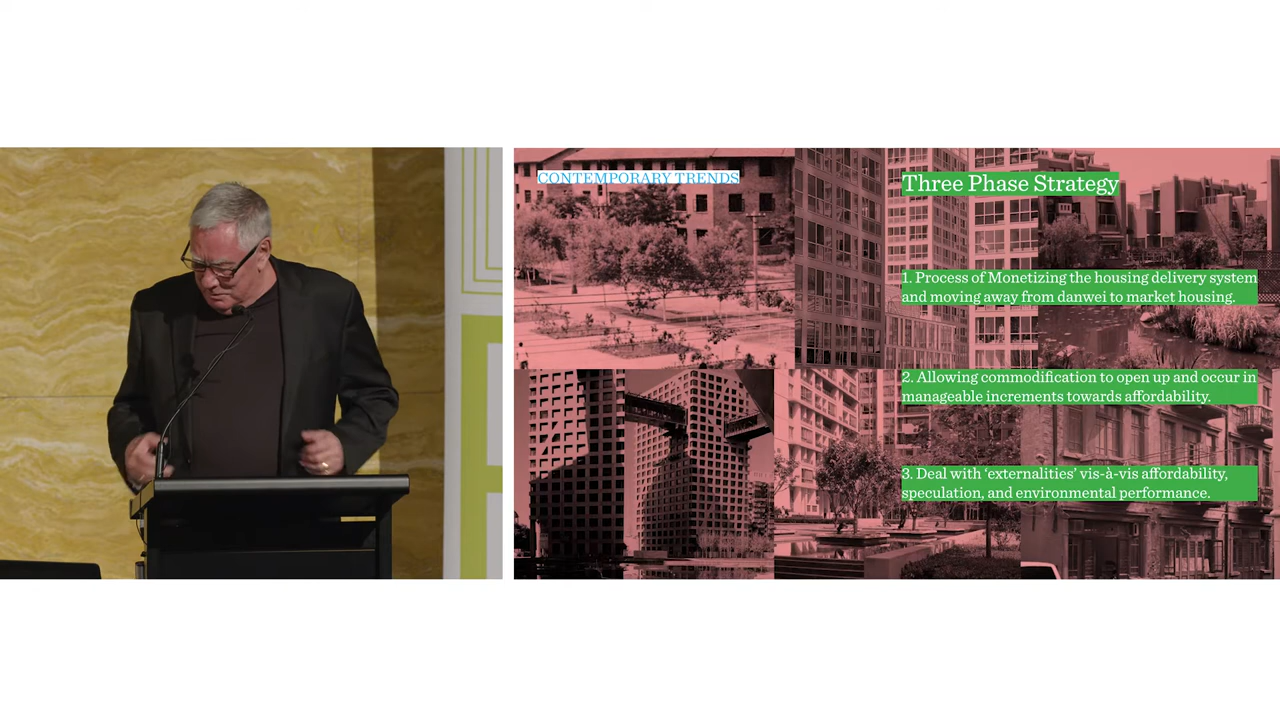 CONTEMPORARY TRENDS
Three Phase Strategy
1. Process of Monetizing the housing delivery system
and moving away from danwei to market housing.
2. Allowing commodification to open up and occur in
manageable increments towards affordability.
3. Deal with ‘externalities’ vis-à-vis affordability,
speculation, and environmental performance.